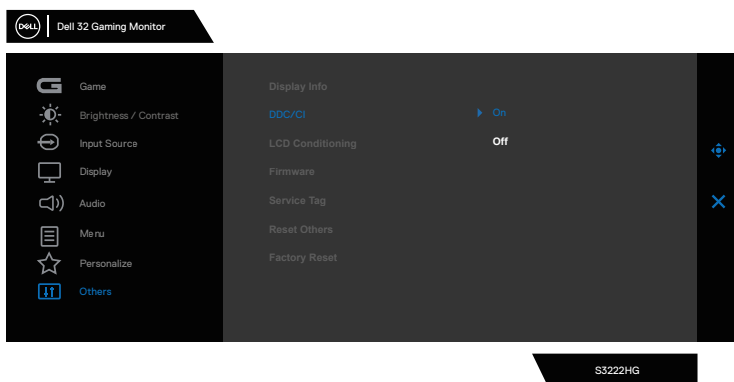 DELL
Dell 32 Gaming Monitor
Game
Brightness / Contrast
Input Source
Display
Audio
Menu
Personalize
Others
Display Info
DDC/CI
On
Off
LCD Conditioning
Firmware
Service Tag
Reset Others
Factory Reset
S3222HG